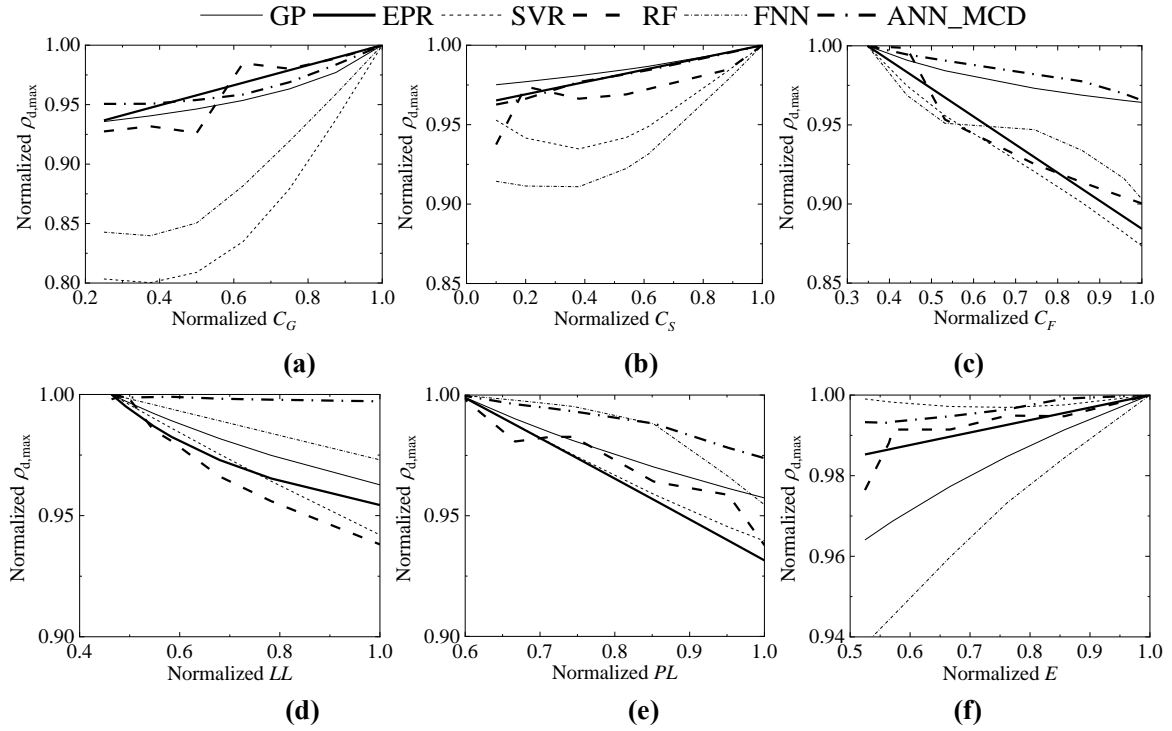 GP EPR SVR RF FNN ANN_MCD
1.00 1.00 1.00
0.95 0.95 0.95
0.90 0.90 0.90
0.85 0.85 0.85
0.80
Normalized ρd,max Normalized ρd,max Normalized ρd,max
0.2 0.4 0.6 0.8 1.0 0.0 0.2 0.4 0.6 0.8 1.0 0.3 0.4 0.5 0.6 0.7 0.8 0.9 1.0
Normalized CG Normalized CS Normalized CF
(a) (b) (c)
1.00 1.00 1.00
0.95 0.95 0.98
0.90 0.90 0.96
0.94
Normalized ρd,max Normalized ρd,max Normalized ρd,max
0.4 0.6 0.8 1.0 0.6 0.7 0.8 0.9 1.0 0.5 0.6 0.7 0.8 0.9 1.0
Normalized LL Normalized PL Normalized E
(d) (e) (f)